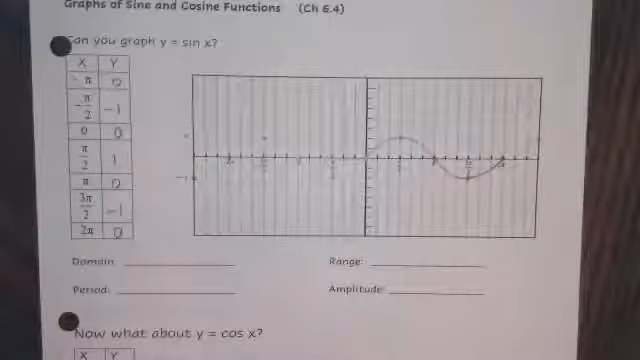 Graphs of Sine and Cosine Functions (Ch 6.4)
Can you graph y = sin x?
X Y
-π 0
-π/2 -1
0 0
π/2 1
π 0
3π/2 -1
2π 0
Domain:
Range:
Period:
Amplitude:
Now what about y = cos x?
X Y